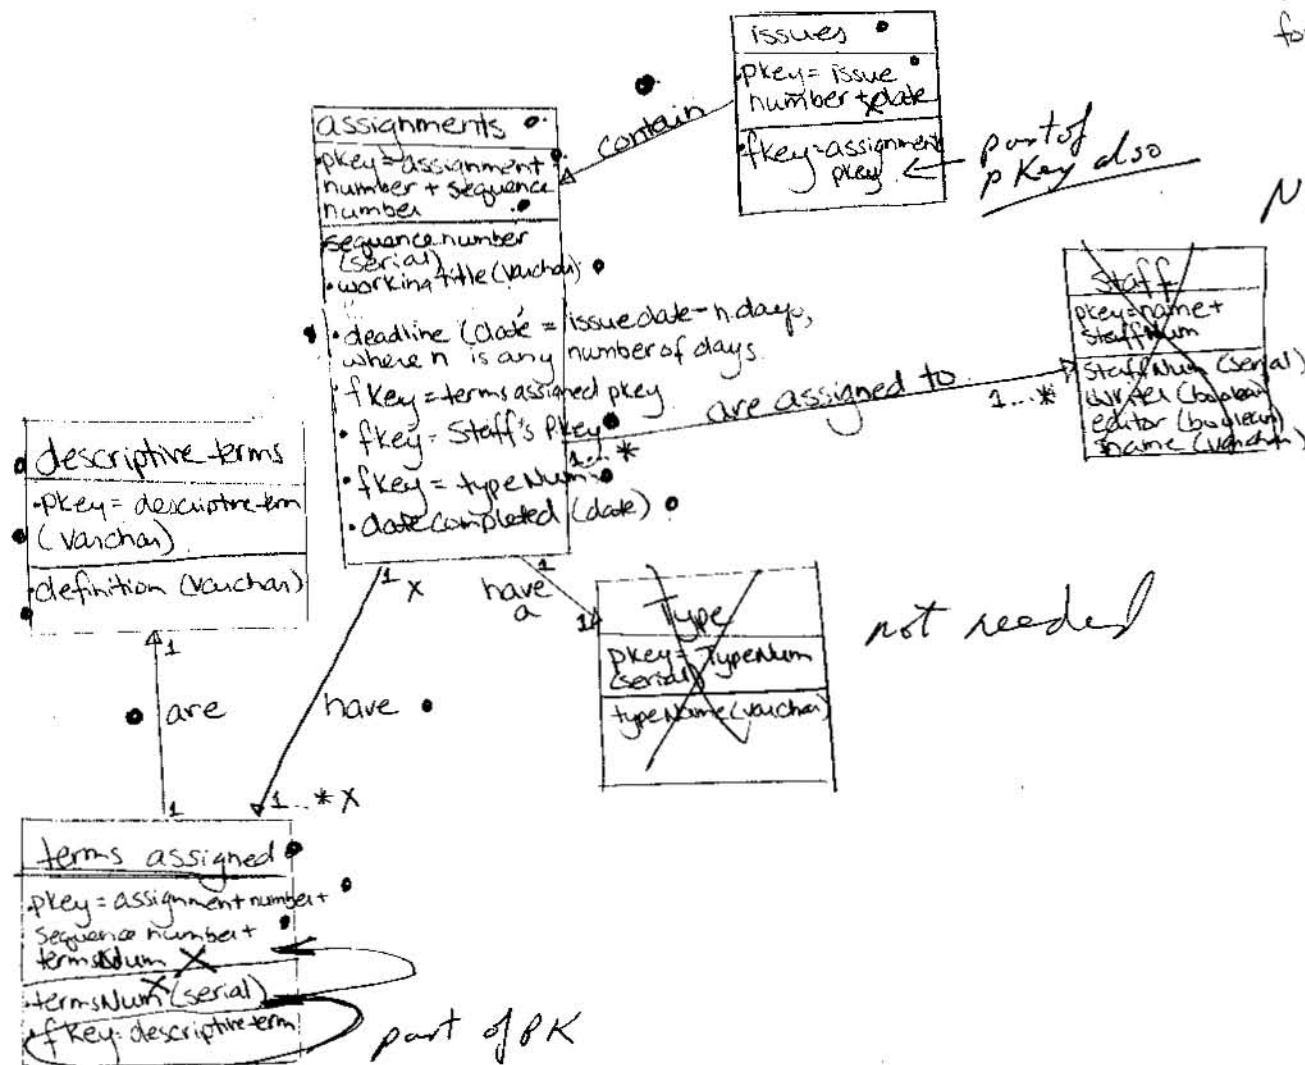 issues
pkey = issue
number + date
fkey = assignment
pkey
part of
pkey also
N
contain
assignments
pkey = assignment
number + sequence
number
sequence number
(serial)
working title (varchar)
deadline (date = issue date - n days,
where n is any number of days.
fkey = terms assigned pkey
fkey = Staff's pkey
fkey = typeNum
date completed (date)
are assigned to
1...*
1...*
Staff
pkey = name +
staffNum
staffNum (serial)
writer (boolean)
editor (boolean)
name (varchar)
descriptive terms
pkey = descriptive term
(varchar)
definition (varchar)
1
are
1
1 x
have
1...* X
1
have
a
1
Type
pkey = TypeNum
(serial)
typeName (varchar)
not needed
terms assigned
pkey = assignment number +
sequence number +
termsNum X
termsNum (serial)
fkey = descriptive term
part of PK